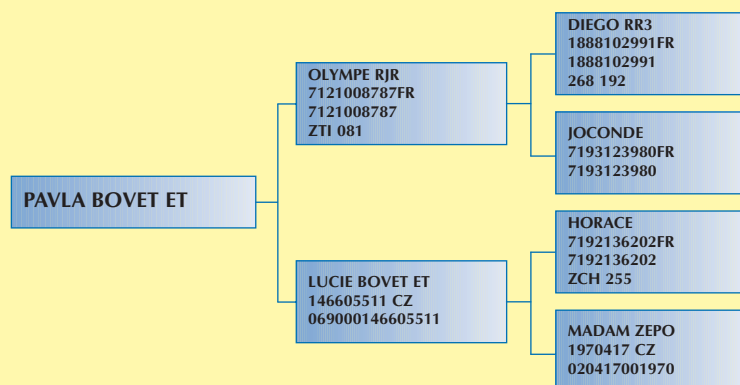 PAVLA BOVET ET
OLYMPE RJR
7121008787FR
7121008787
ZTI 081
LUCIE BOVET ET
146605511 CZ
069000146605511
DIEGO RR3
1888102991FR
1888102991
268 192
JOCONDE
7193123980FR
7193123980
HORACE
7192136202FR
7192136202
ZCH 255
MADAM ZEPO
1970417 CZ
020417001970